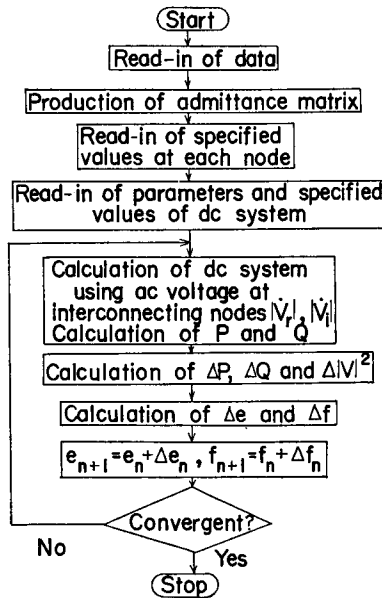 Start
Read-in of data
Production of admittance matrix
Read-in of specified
values at each node
Read-in of parameters and specified
values of dc system
Calculation of dc system
using ac voltage at
interconnecting nodes |V̇r|, |V̇i|
Calculation of P and Q
Calculation of ΔP, ΔQ and Δ|V|²
Calculation of Δe and Δf
eₙ₊₁=eₙ+Δeₙ, fₙ₊₁=fₙ+Δfₙ
Convergent?
No
Yes
Stop